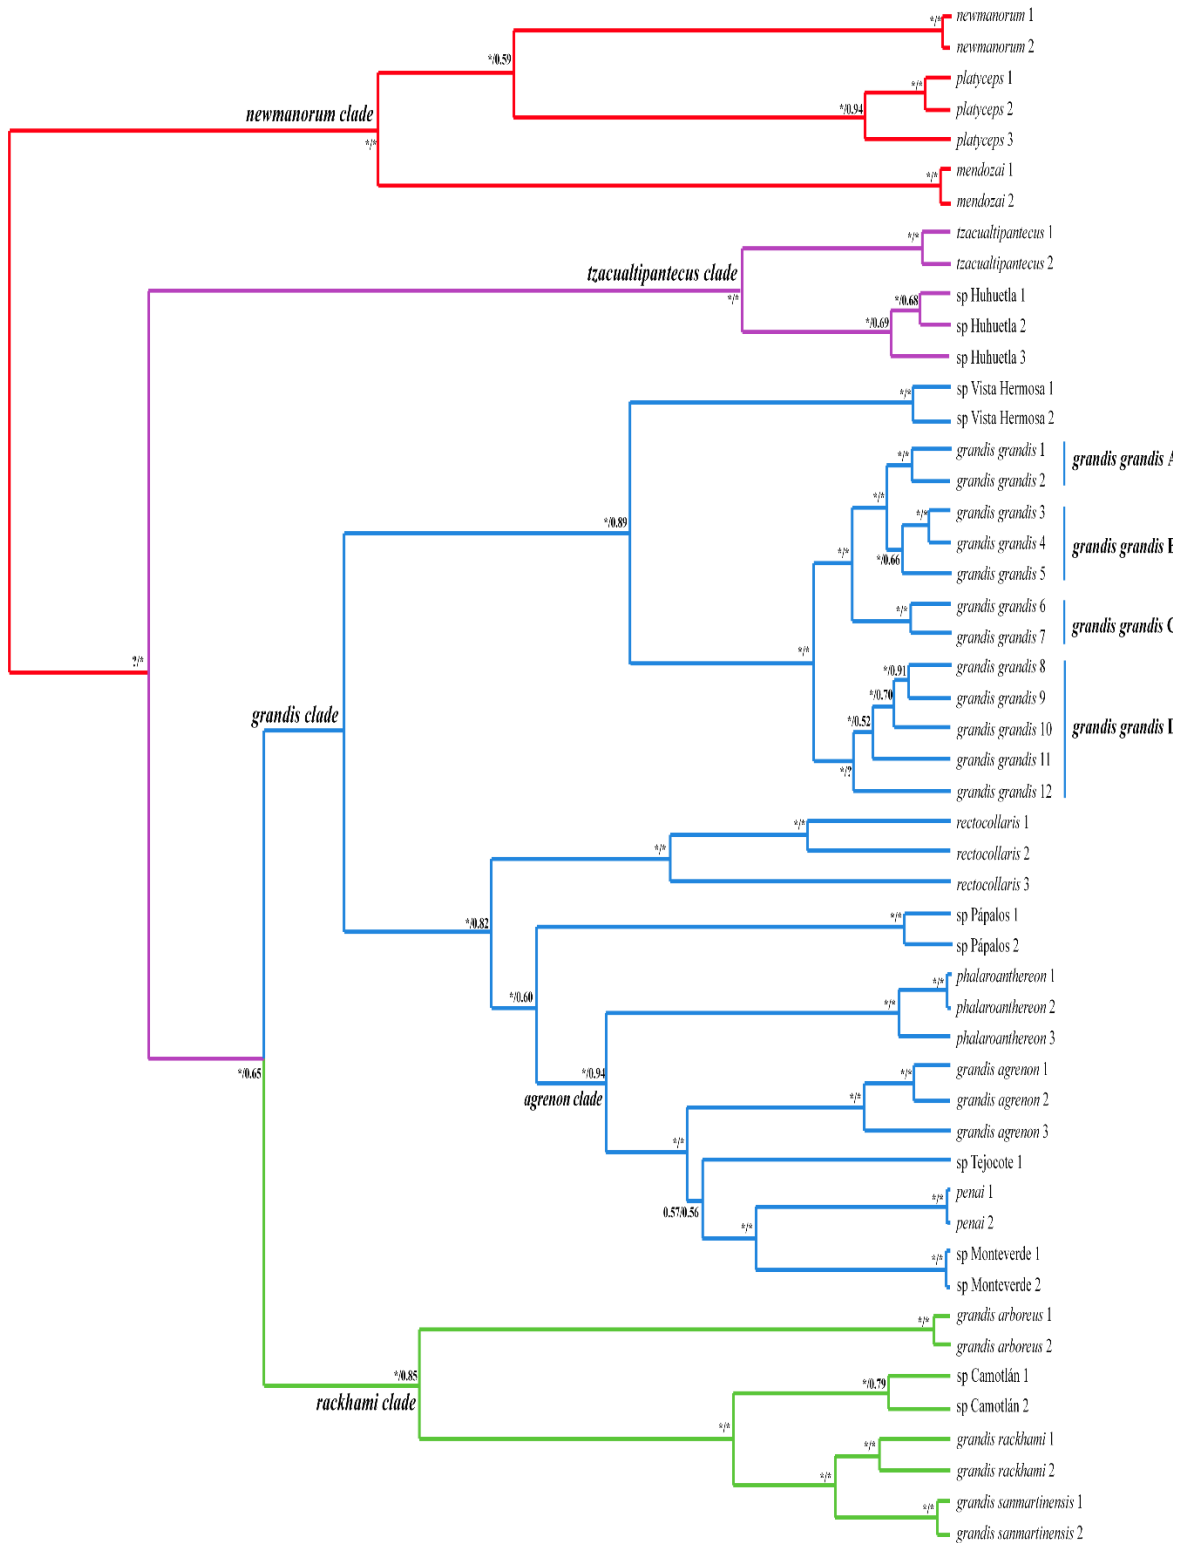 newmanorum 1
*/*
newmanorum 2
*/0.59
platyceps 1
*/*
platyceps 2
*/0.94
newmanorum clade
platyceps 3
*/*
mendozai 1
*/*
mendozai 2
tzacualtipantecus 1
*/*
tzacualtipantecus 2
tzacualtipantecus clade
*/*
sp Huhuetla 1
*/0.68
sp Huhuetla 2
*/0.69
sp Huhuetla 3
sp Vista Hermosa 1
*/*
sp Vista Hermosa 2
grandis grandis 1
*/*
grandis grandis A
grandis grandis 2
*/*
grandis grandis 3
*/*
*/0.89
grandis grandis 4
grandis grandis B
*/*
*/0.66
grandis grandis 5
grandis grandis 6
*/*
grandis grandis C
grandis grandis 7
*/*
?/*
grandis grandis 8
*/0.91
*/0.70
grandis grandis 9
grandis clade
*/0.52
grandis grandis 10
grandis grandis D
grandis grandis 11
*/?
grandis grandis 12
rectocollaris 1
*/*
rectocollaris 2
*/*
rectocollaris 3
sp Pápalos 1
*/*
*/0.82
sp Pápalos 2
phalaroanthereon 1
*/*
*/0.60
phalaroanthereon 2
*/*
phalaroanthereon 3
*/0.65
grandis agrenon 1
*/*
*/0.94
agrenon clade
grandis agrenon 2
*/*
grandis agrenon 3
*/*
sp Tejocote 1
penai 1
*/*
0.57/0.56
penai 2
*/*
sp Monteverde 1
*/*
sp Monteverde 2
grandis arboreus 1
*/*
grandis arboreus 2
*/0.85
rackhami clade
sp Camotlán 1
*/0.79
sp Camotlán 2
*/*
grandis rackhami 1
*/*
grandis rackhami 2
*/*
grandis sanmartinensis 1
*/*
grandis sanmartinensis 2